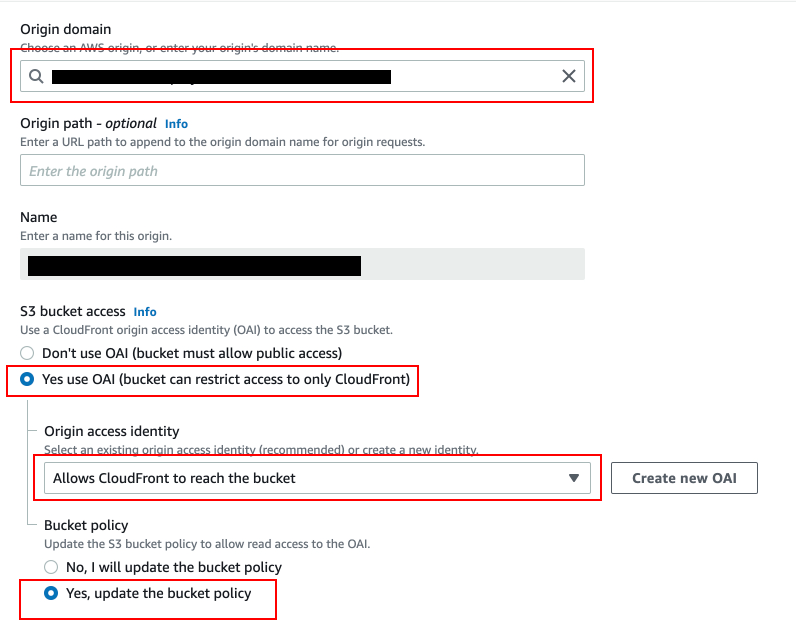 Origin domain
Choose an AWS origin, or enter your origin's domain name.
Origin path - optional Info
Enter a URL path to append to the origin domain name for origin requests.
Enter the origin path
Name
Enter a name for this origin.
S3 bucket access Info
Use a CloudFront origin access identity (OAI) to access the S3 bucket.
Don't use OAI (bucket must allow public access)
Yes use OAI (bucket can restrict access to only CloudFront)
Origin access identity
Select an existing origin access identity (recommended) or create a new identity.
Allows CloudFront to reach the bucket
Create new OAI
Bucket policy
Update the S3 bucket policy to allow read access to the OAI.
No, I will update the bucket policy
Yes, update the bucket policy